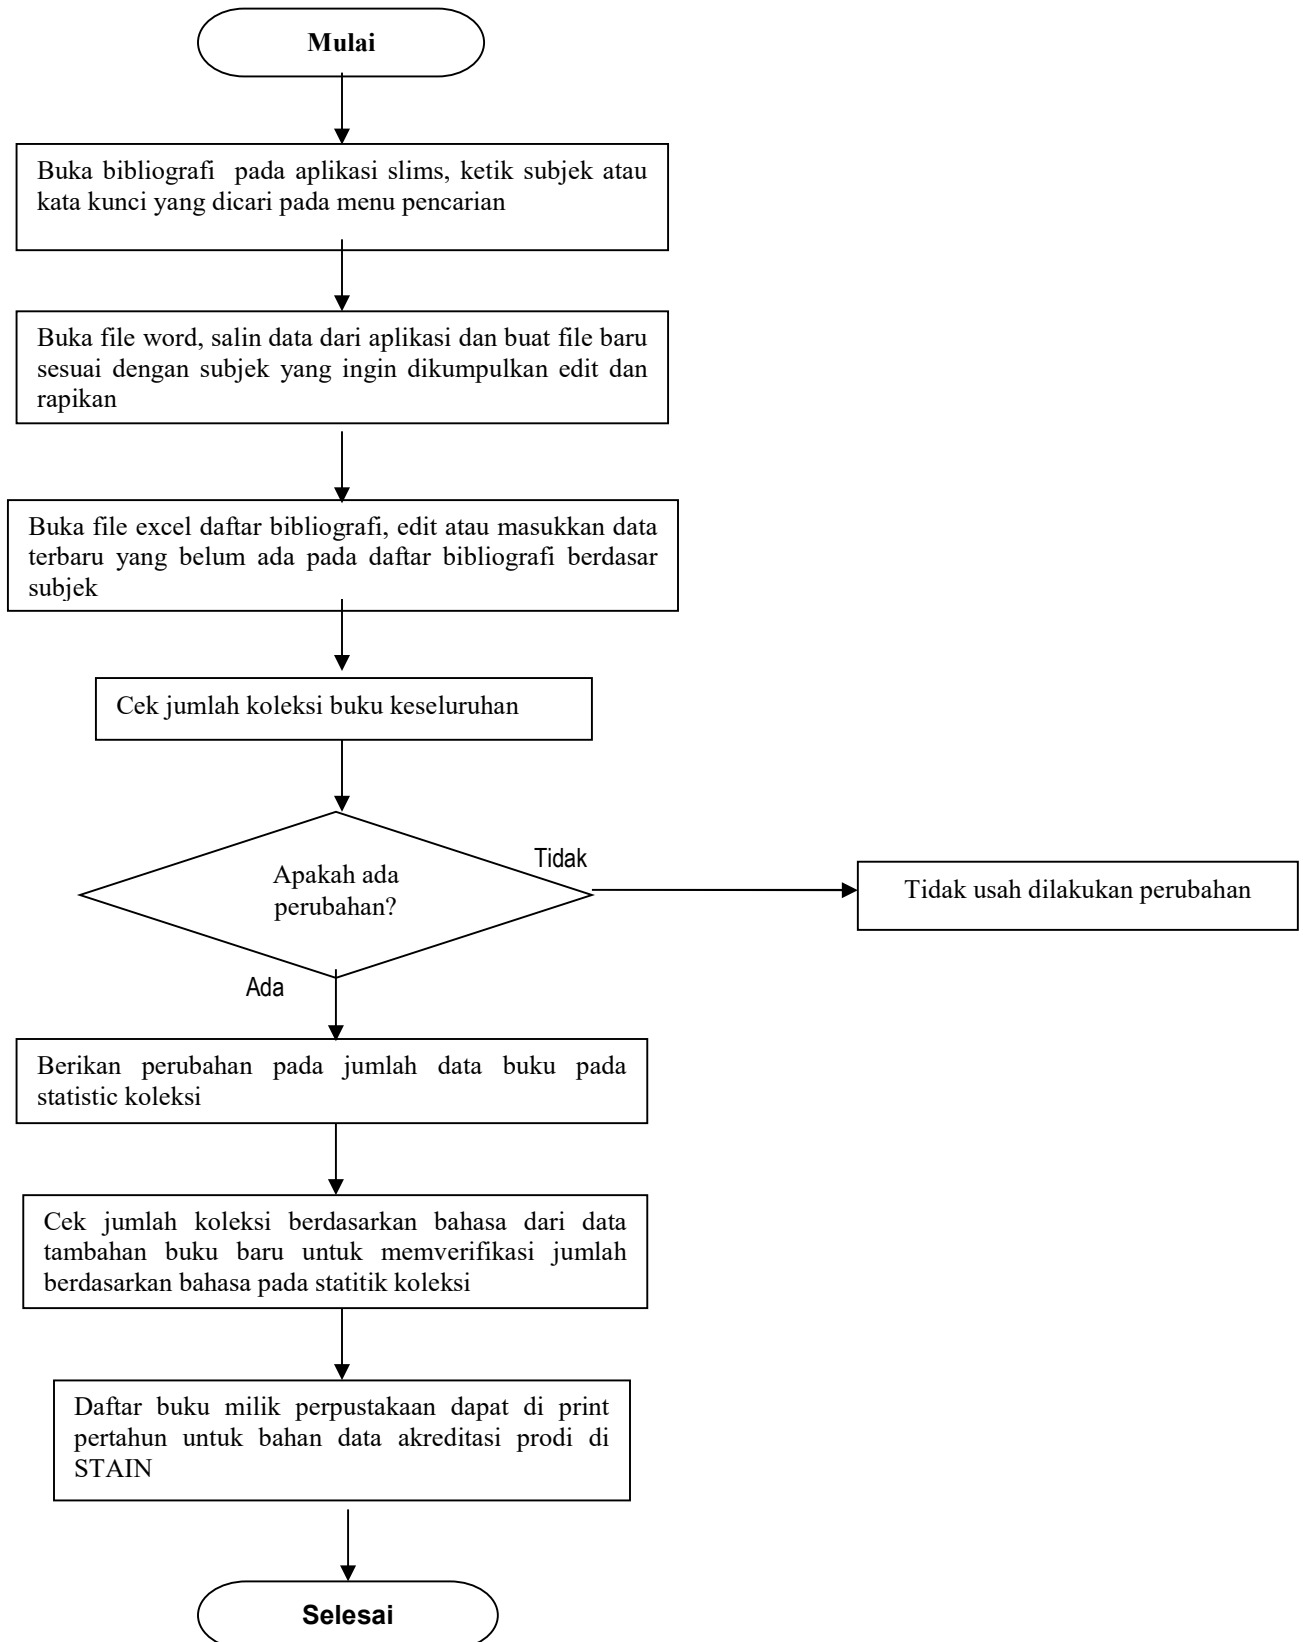 Mulai
Buka bibliografi pada aplikasi slims, ketik subjek atau
kata kunci yang dicari pada menu pencarian
Buka file word, salin data dari aplikasi dan buat file baru
sesuai dengan subjek yang ingin dikumpulkan edit dan
rapikan
Buka file excel daftar bibliografi, edit atau masukkan data
terbaru yang belum ada pada daftar bibliografi berdasar
subjek
Cek jumlah koleksi buku keseluruhan
Apakah ada
perubahan?
Tidak
Tidak usah dilakukan perubahan
Ada
Berikan perubahan pada jumlah data buku pada
statistic koleksi
Cek jumlah koleksi berdasarkan bahasa dari data
tambahan buku baru untuk memverifikasi jumlah
berdasarkan bahasa pada statitik koleksi
Daftar buku milik perpustakaan dapat di print
pertahun untuk bahan data akreditasi prodi di
STAIN
Selesai